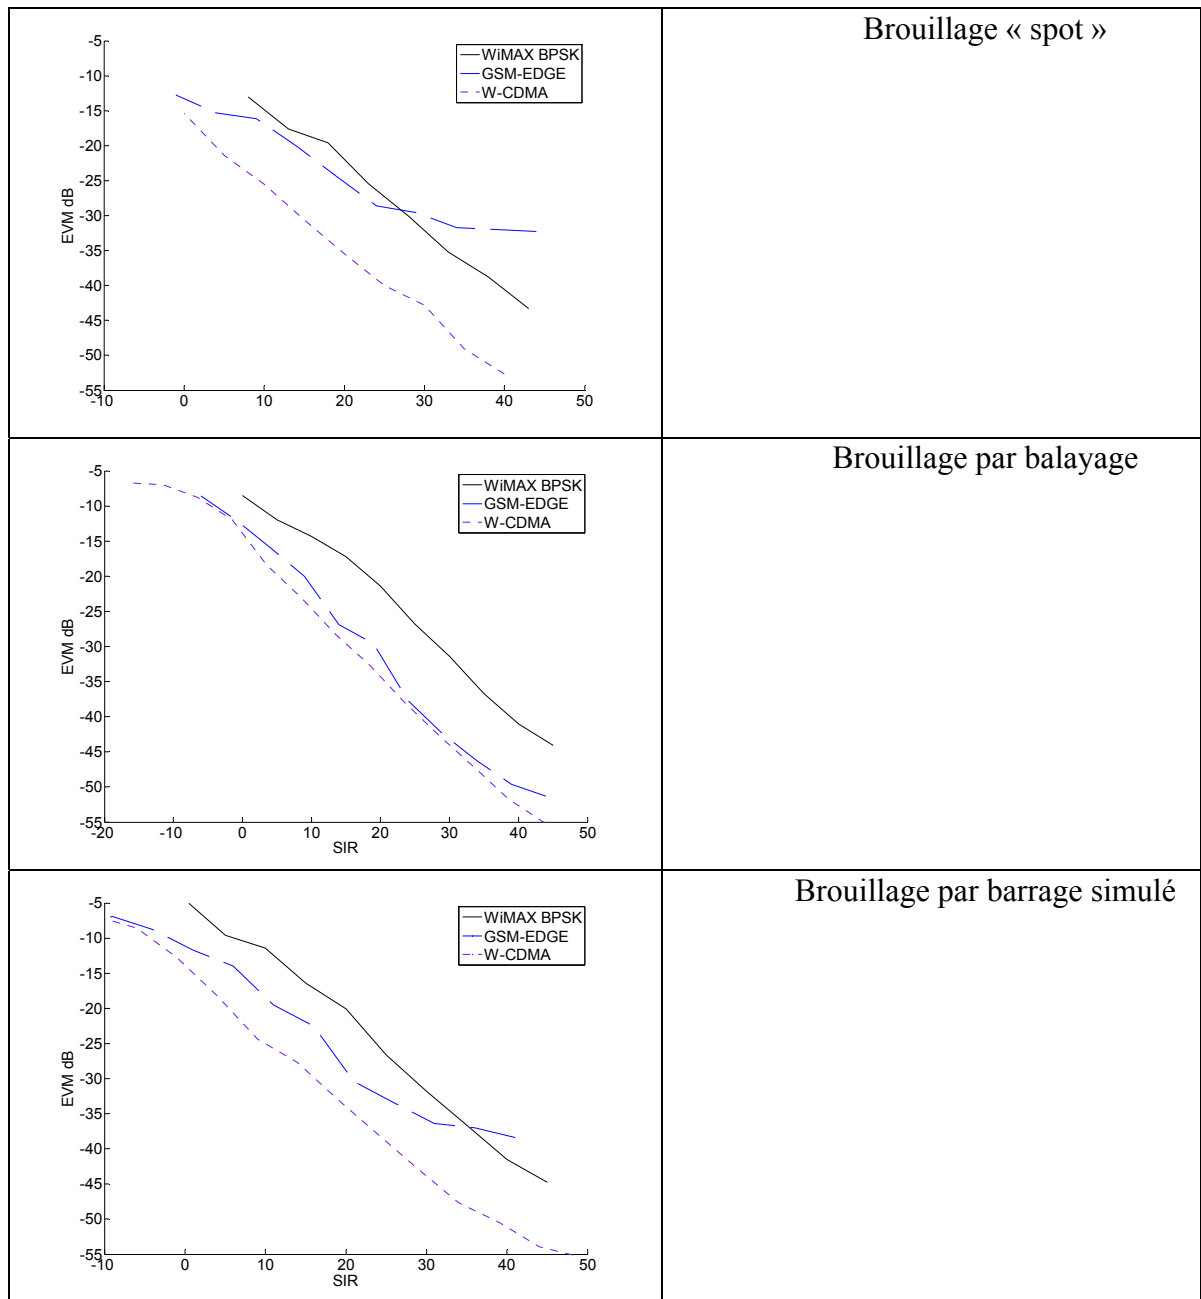 Brouillage « spot »
-5
-10
-15
-20
-25
-30
-35
-40
-45
-50
-55
EVM dB
WiMAX BPSK
GSM-EDGE
W-CDMA
-10 0 10 20 30 40 50
Brouillage par balayage
-5
-10
-15
-20
-25
-30
-35
-40
-45
-50
-55
EVM dB
WiMAX BPSK
GSM-EDGE
W-CDMA
-20 -10 0 10 20 30 40 50
SIR
Brouillage par barrage simulé
-5
-10
-15
-20
-25
-30
-35
-40
-45
-50
-55
EVM dB
WiMAX BPSK
GSM-EDGE
W-CDMA
-10 0 10 20 30 40 50
SIR